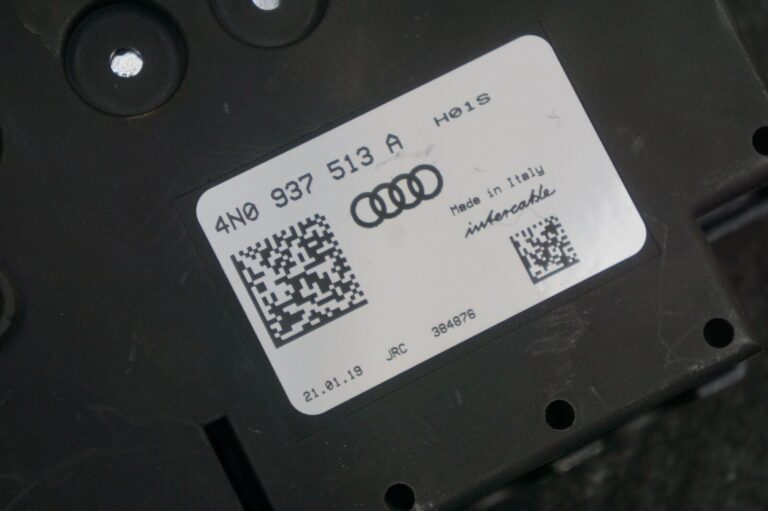 4N0 937 513 A H01S
Made in Italy
intercable
21.01.19 JRC 384876